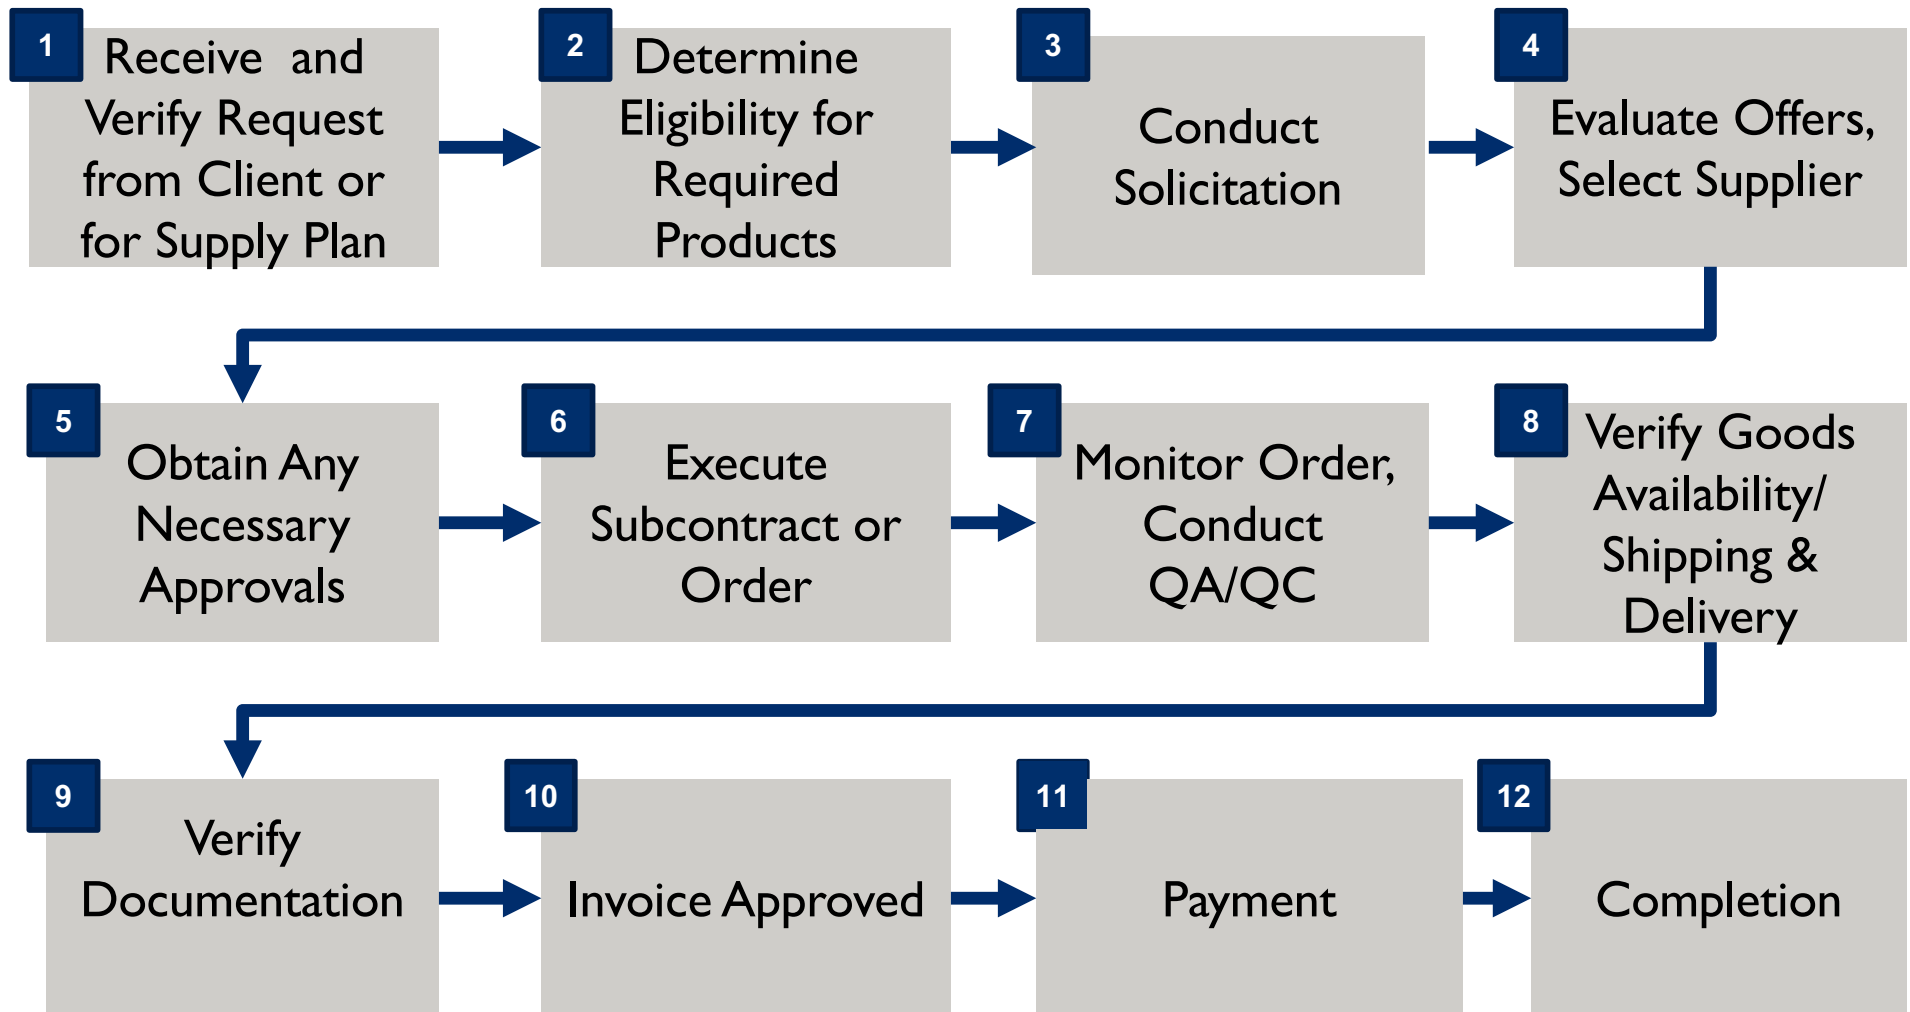 1
Receive and
Verify Request
from Client or
for Supply Plan
2
Determine
Eligibility for
Required
Products
3
Conduct
Solicitation
4
Evaluate Offers,
Select Supplier
5
Obtain Any
Necessary
Approvals
6
Execute
Subcontract or
Order
7
Monitor Order,
Conduct
QA/QC
8
Verify Goods
Availability/
Shipping &
Delivery
9
Verify
Documentation
10
Invoice Approved
11
Payment
12
Completion